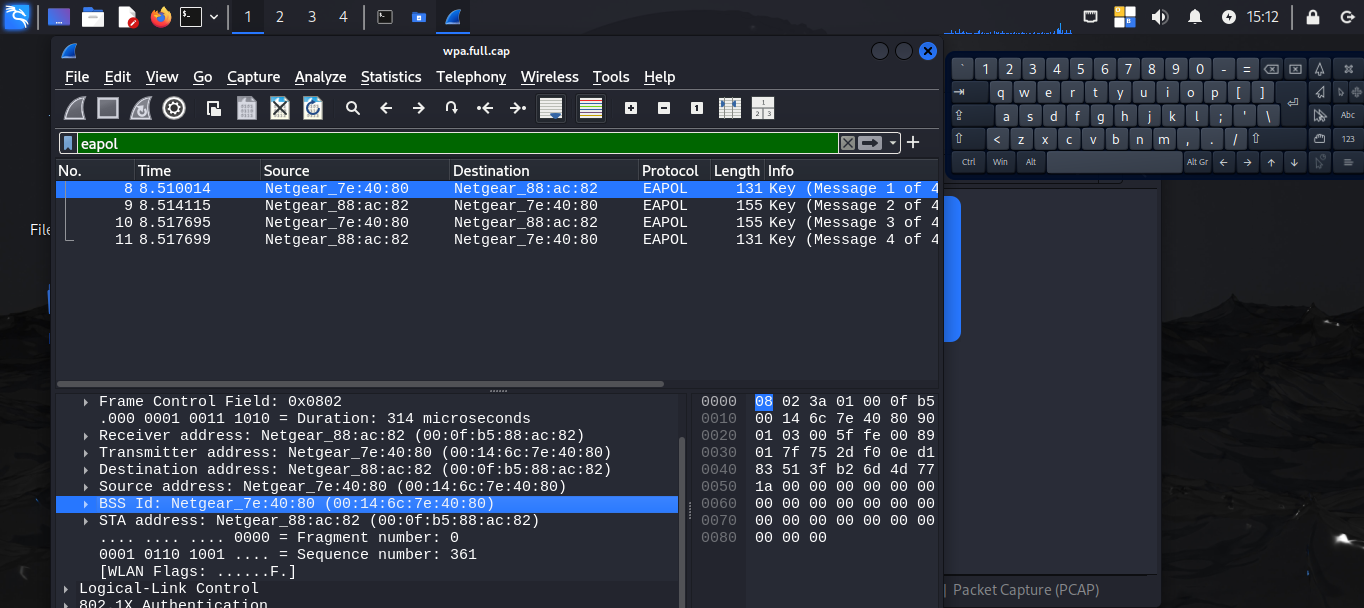 1 2 3 4 15:12
wpa.full.cap
File Edit View Go Capture Analyze Statistics Telephony Wireless Tools Help
eapol
No. Time Source Destination Protocol Length Info
8 8.510014 Netgear_7e:40:80 Netgear_88:ac:82 EAPOL 131 Key (Message 1 of 4
9 8.514115 Netgear_88:ac:82 Netgear_7e:40:80 EAPOL 155 Key (Message 2 of 4
10 8.517695 Netgear_7e:40:80 Netgear_88:ac:82 EAPOL 155 Key (Message 3 of 4
11 8.517699 Netgear_88:ac:82 Netgear_7e:40:80 EAPOL 131 Key (Message 4 of 4
File
` 1 2 3 4 5 6 7 8 9 0 - =
q w e r t y u i o p [ ]
a s d f g h j k l ; ' \ Abc
< z x c v b n m , . / 123
Ctrl Win Alt Alt Gr
Frame Control Field: 0x0802
.000 0001 0011 1010 = Duration: 314 microseconds
Receiver address: Netgear_88:ac:82 (00:0f:b5:88:ac:82)
Transmitter address: Netgear_7e:40:80 (00:14:6c:7e:40:80)
Destination address: Netgear_88:ac:82 (00:0f:b5:88:ac:82)
Source address: Netgear_7e:40:80 (00:14:6c:7e:40:80)
BSS Id: Netgear_7e:40:80 (00:14:6c:7e:40:80)
STA address: Netgear_88:ac:82 (00:0f:b5:88:ac:82)
.... .... .... 0000 = Fragment number: 0
0001 0110 1001 .... = Sequence number: 361
[WLAN Flags: ......F.]
Logical-Link Control
802.1X Authentication
0000 08 02 3a 01 00 0f b5
0010 00 14 6c 7e 40 80 90
0020 01 03 00 5f fe 00 89
0030 01 7f 75 2d f0 0e d1
0040 83 51 3f b2 6d 4d 77
0050 1a 00 00 00 00 00 00
0060 00 00 00 00 00 00 00
0070 00 00 00 00 00 00 00
0080 00 00 00
Packet Capture (PCAP)